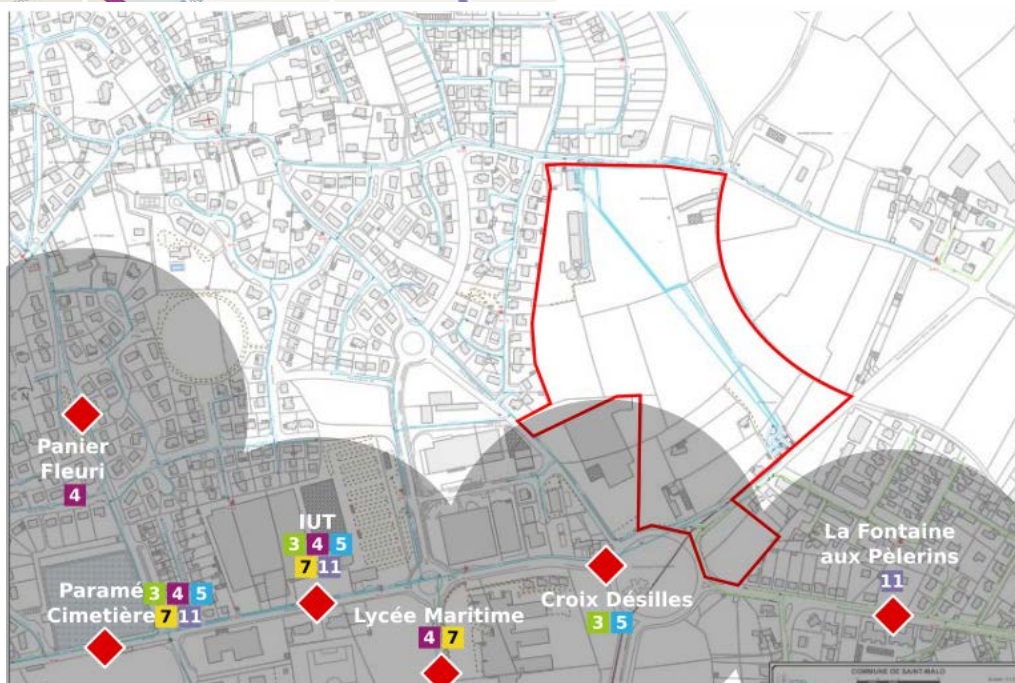 Panier
Fleuri
4
IUT
3 4 5
7 11
Paramé 3 4 5
Cimetière 7 11
Lycée Maritime
4 7
Croix Désilles
3 5
La Fontaine
aux Pèlerins
11
COMMUNE DE SAINT-MALO